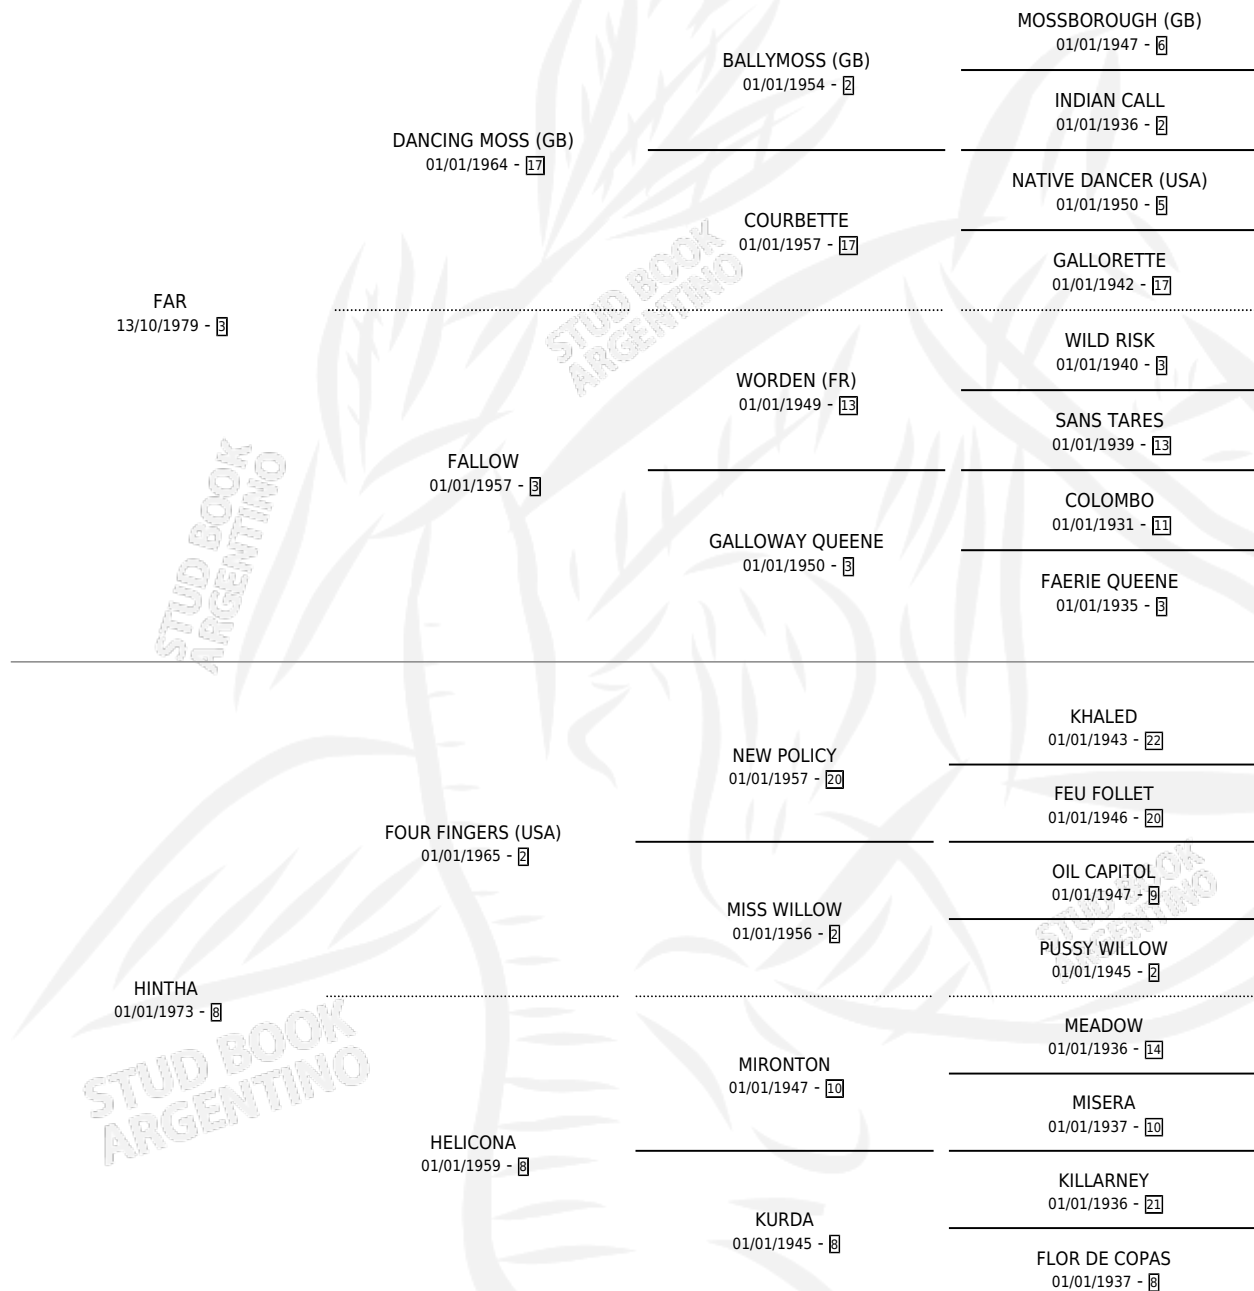 MOSSBOROUGH (GB)
01/01/1947 - 6
BALLYMOSS (GB)
01/01/1954 - 2
INDIAN CALL
01/01/1936 - 2
DANCING MOSS (GB)
01/01/1964 - 17
NATIVE DANCER (USA)
01/01/1950 - 5
COURBETTE
01/01/1957 - 17
GALLORETTE
01/01/1942 - 17
FAR
13/10/1979 - 3
STUD BOOK
ARGENTINO
WILD RISK
01/01/1940 - 3
WORDEN (FR)
01/01/1949 - 13
SANS TARES
01/01/1939 - 13
FALLOW
01/01/1957 - 3
COLOMBO
01/01/1931 - 11
GALLOWAY QUEENE
01/01/1950 - 3
FAERIE QUEENE
01/01/1935 - 3
STUD BOOK
ARGENTINO
KHALED
01/01/1943 - 22
NEW POLICY
01/01/1957 - 20
FEU FOLLET
01/01/1946 - 20
FOUR FINGERS (USA)
01/01/1965 - 2
OIL CAPITOL
01/01/1947 - 9
MISS WILLOW
01/01/1956 - 2
PUSSY WILLOW
01/01/1945 - 2
STUD BOOK
ARGENTINO
HINTHA
01/01/1973 - 8
STUD BOOK
ARGENTINO
MEADOW
01/01/1936 - 14
MIRONTON
01/01/1947 - 10
MISERA
01/01/1937 - 10
HELICONA
01/01/1959 - 8
KILLARNEY
01/01/1936 - 21
KURDA
01/01/1945 - 8
FLOR DE COPAS
01/01/1937 - 8